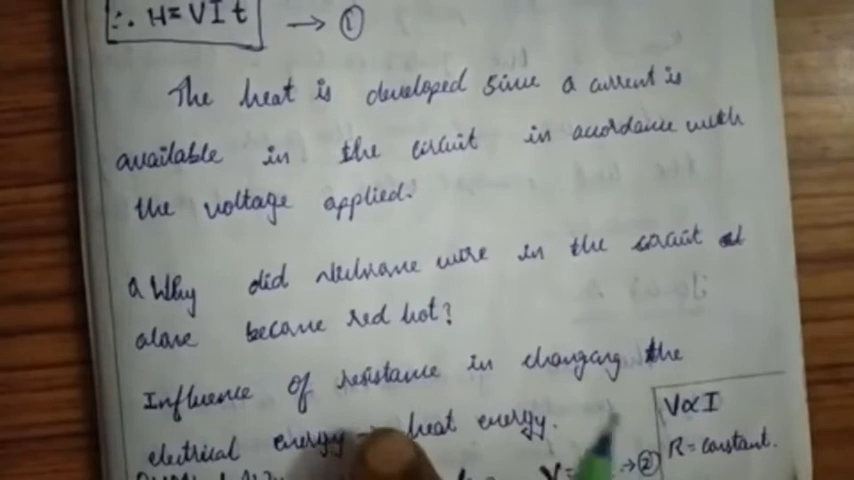 ∴ H = VIt → ①
The heat is developed since a current is
available in the circuit in accordance with
the voltage applied.
a Why did nichrome wire in the circuit
alone became red hot?
Influence of resistance in changing the
electrical energy → heat energy.
V∝I
R = constant.
V= → ②